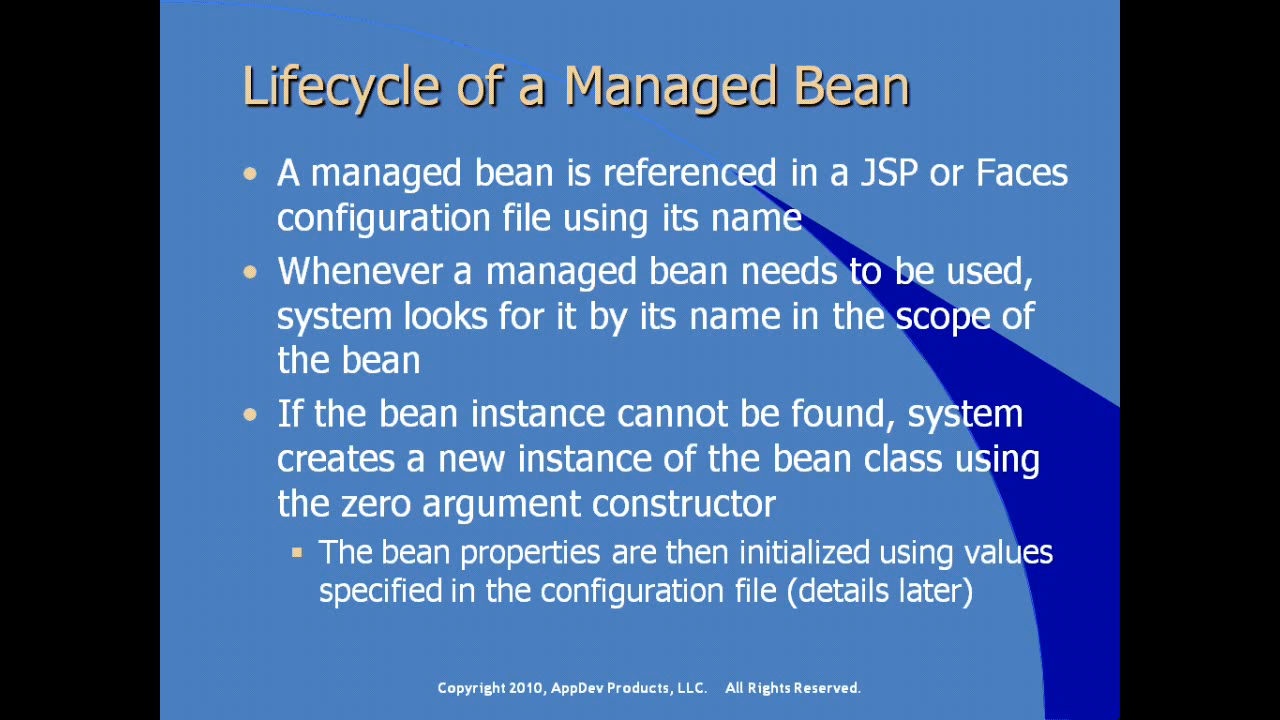 Lifecycle of a Managed Bean
• A managed bean is referenced in a JSP or Faces
configuration file using its name
• Whenever a managed bean needs to be used,
system looks for it by its name in the scope of
the bean
• If the bean instance cannot be found, system
creates a new instance of the bean class using
the zero argument constructor
▪ The bean properties are then initialized using values
specified in the configuration file (details later)
Copyright 2010, AppDev Products, LLC. All Rights Reserved.